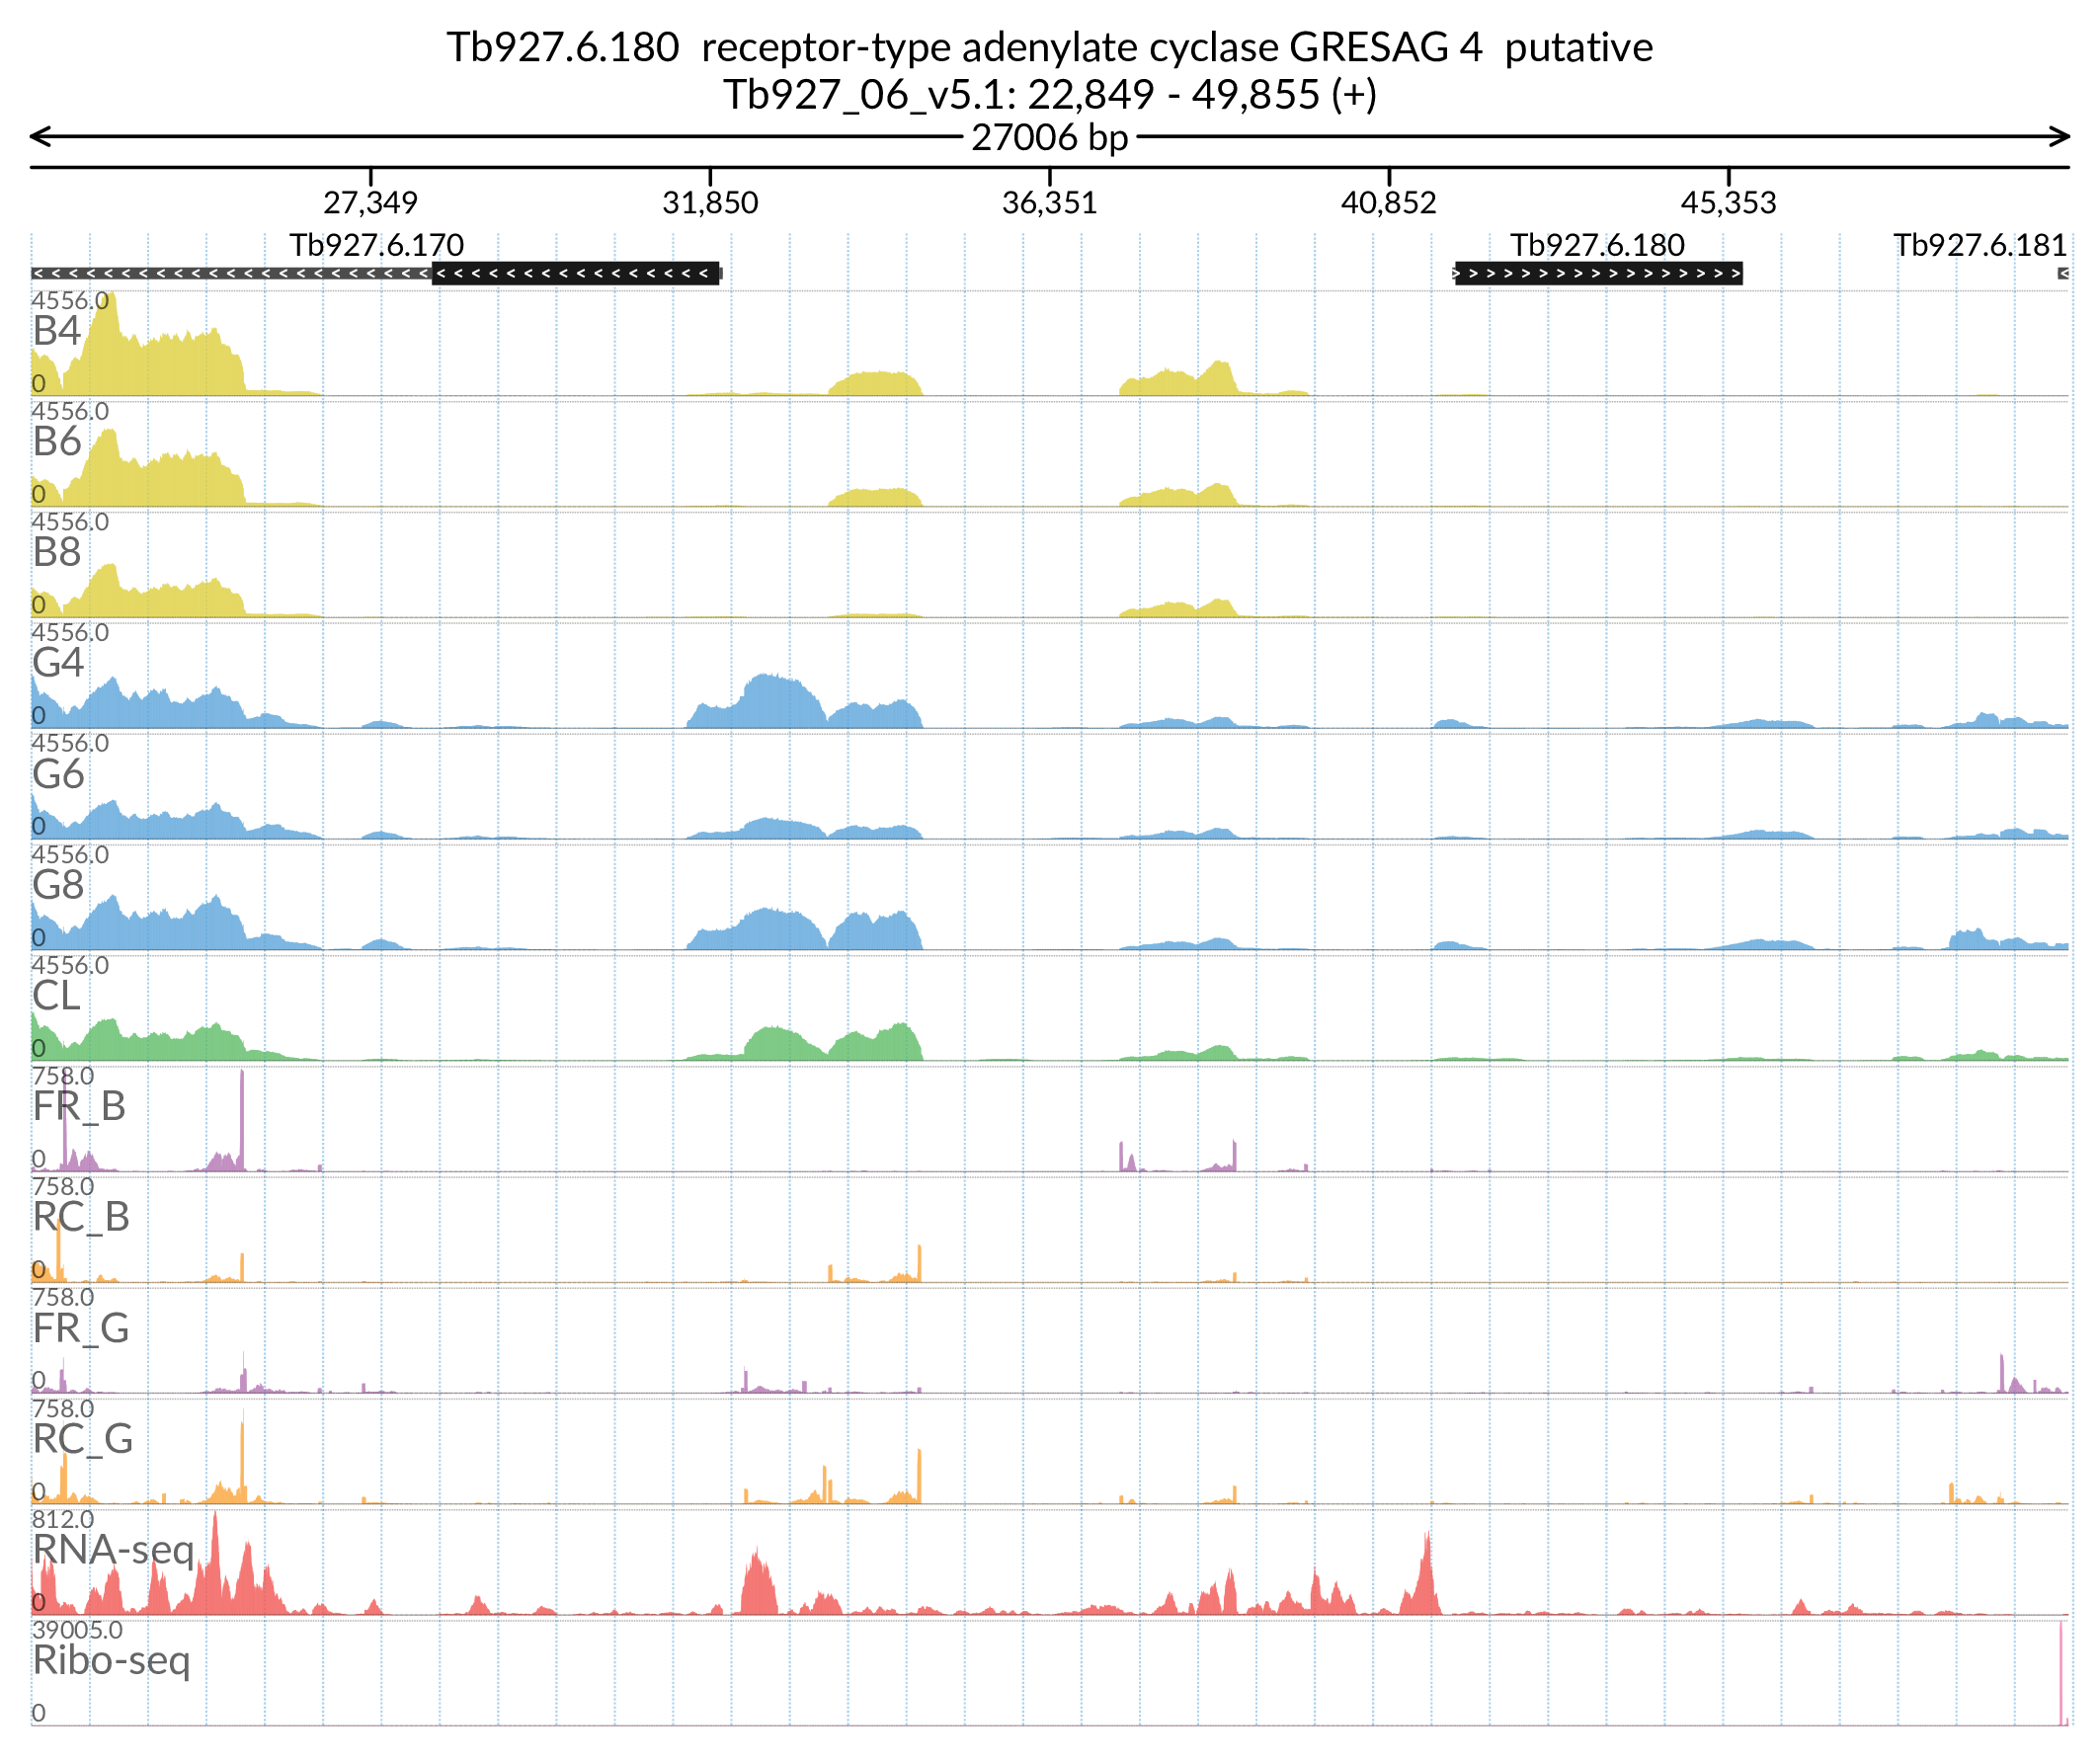 Tb927.6.180 receptor-type adenylate cyclase GRESAG 4 putative
Tb927_06_v5.1: 22,849 - 49,855 (+)
27006 bp
27,349 31,850 36,351 40,852 45,353
Tb927.6.170 Tb927.6.180 Tb927.6.181
4556.0
B4
0
4556.0
B6
0
4556.0
B8
0
4556.0
G4
0
4556.0
G6
0
4556.0
G8
0
4556.0
CL
0
758.0
FR_B
0
758.0
RC_B
0
758.0
FR_G
0
758.0
RC_G
0
812.0
RNA-seq
0
39005.0
Ribo-seq
0